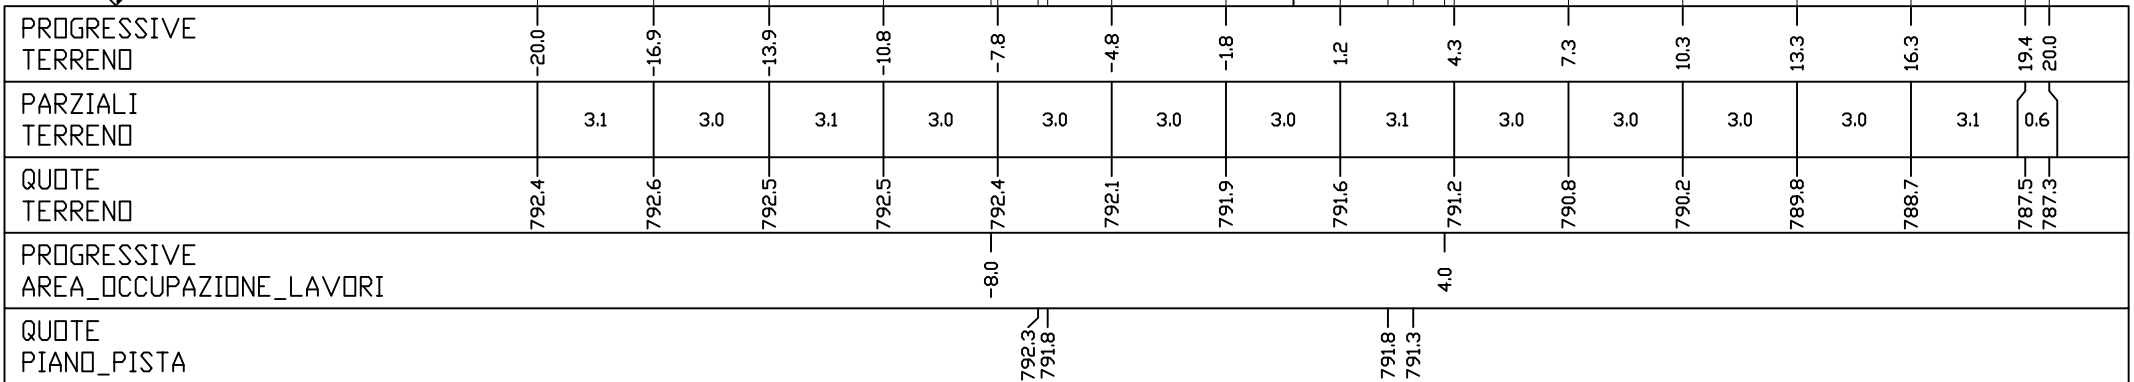 PROGRESSIVE
TERRENO
-20.0 -16.9 -13.9 -10.8 -7.8 -4.8 -1.8 1.2 4.3 7.3 10.3 13.3 16.3 19.4 20.0
PARZIALI
TERRENO
3.1 3.0 3.1 3.0 3.0 3.0 3.0 3.1 3.0 3.0 3.0 3.0 3.1 0.6
QUOTE
TERRENO
792.4 792.6 792.5 792.5 792.4 792.1 791.9 791.6 791.2 790.8 790.2 789.8 788.7 787.5 787.3
PROGRESSIVE
AREA_OCCUPAZIONE_LAVORI
-8.0 4.0
QUOTE
PIANO_PISTA
792.3 791.8 791.8 791.3